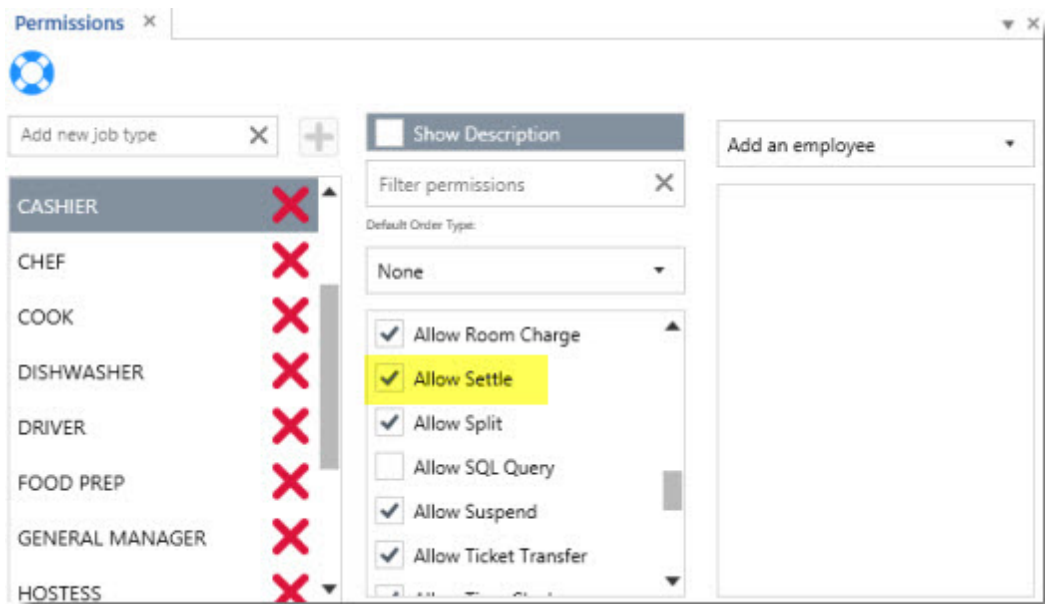 Permissions
Add new job type
CASHIER
CHEF
COOK
DISHWASHER
DRIVER
FOOD PREP
GENERAL MANAGER
HOSTESS
Show Description
Filter permissions
Default Order Type:
None
Allow Room Charge
Allow Settle
Allow Split
Allow SQL Query
Allow Suspend
Allow Ticket Transfer
Add an employee